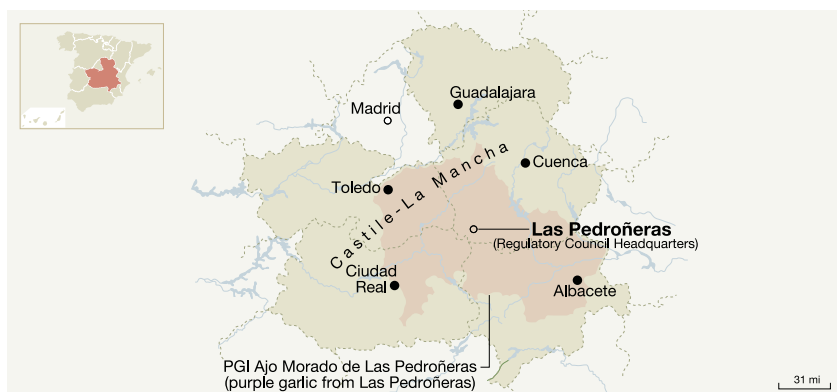 Guadalajara
Madrid
Cuenca
Castile-La Mancha
Toledo
Las Pedroñeras
(Regulatory Council Headquarters)
Ciudad
Real
Albacete
PGI Ajo Morado de Las Pedroñeras
(purple garlic from Las Pedroñeras)
31 mi